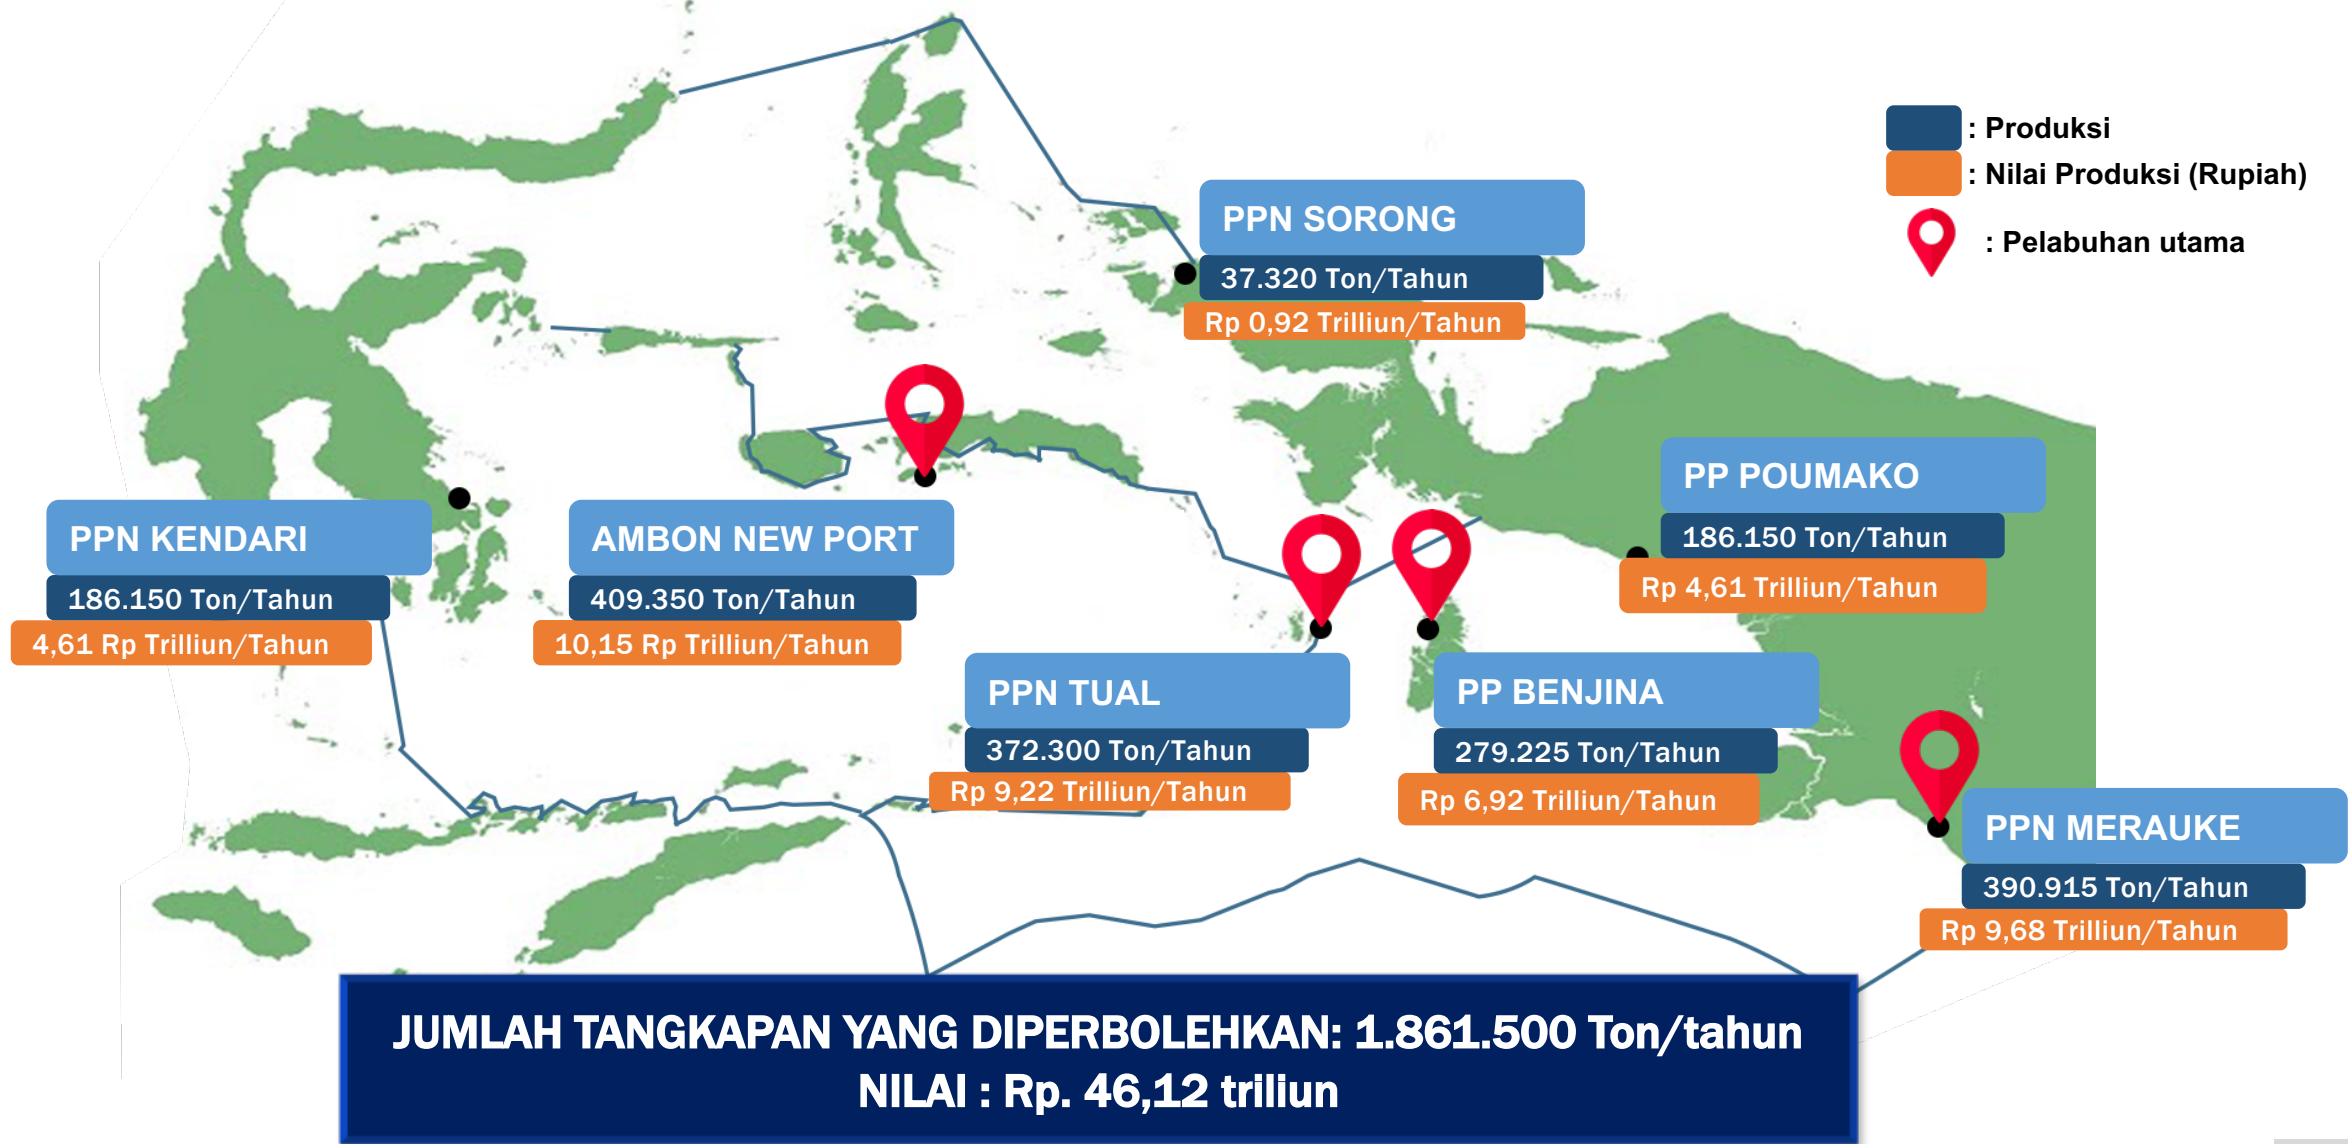 : Produksi
: Nilai Produksi (Rupiah)
: Pelabuhan utama
PPN SORONG
37.320 Ton/Tahun
Rp 0,92 Trilliun/Tahun
PP POUMAKO
186.150 Ton/Tahun
Rp 4,61 Trilliun/Tahun
PPN KENDARI
186.150 Ton/Tahun
4,61 Rp Trilliun/Tahun
AMBON NEW PORT
409.350 Ton/Tahun
10,15 Rp Trilliun/Tahun
PPN TUAL
372.300 Ton/Tahun
Rp 9,22 Trilliun/Tahun
PP BENJINA
279.225 Ton/Tahun
Rp 6,92 Trilliun/Tahun
PPN MERAUKE
390.915 Ton/Tahun
Rp 9,68 Trilliun/Tahun
JUMLAH TANGKAPAN YANG DIPERBOLEHKAN: 1.861.500 Ton/tahun
NILAI : Rp. 46,12 triliun